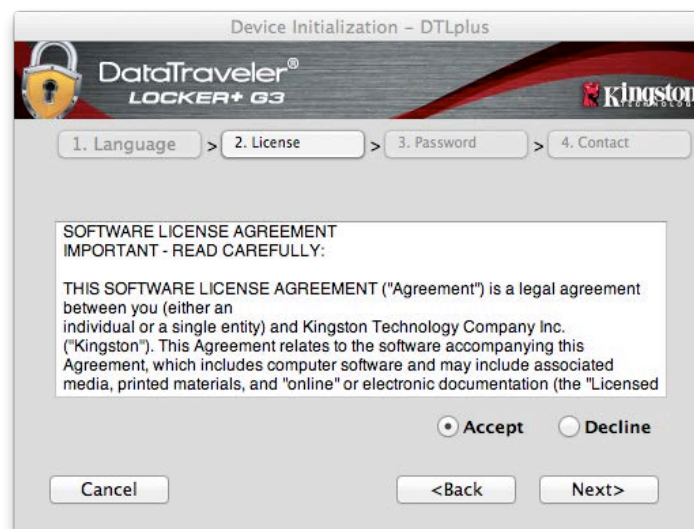 Device Initialization – DTLplus
DataTraveler®
LOCKER+ G3
Kingston
TECHNOLOGY
1. Language > 2. License > 3. Password > 4. Contact
SOFTWARE LICENSE AGREEMENT
IMPORTANT - READ CAREFULLY:
THIS SOFTWARE LICENSE AGREEMENT ("Agreement") is a legal agreement
between you (either an
individual or a single entity) and Kingston Technology Company Inc.
("Kingston"). This Agreement relates to the software accompanying this
Agreement, which includes computer software and may include associated
media, printed materials, and "online" or electronic documentation (the "Licensed
Accept Decline
Cancel <Back Next>